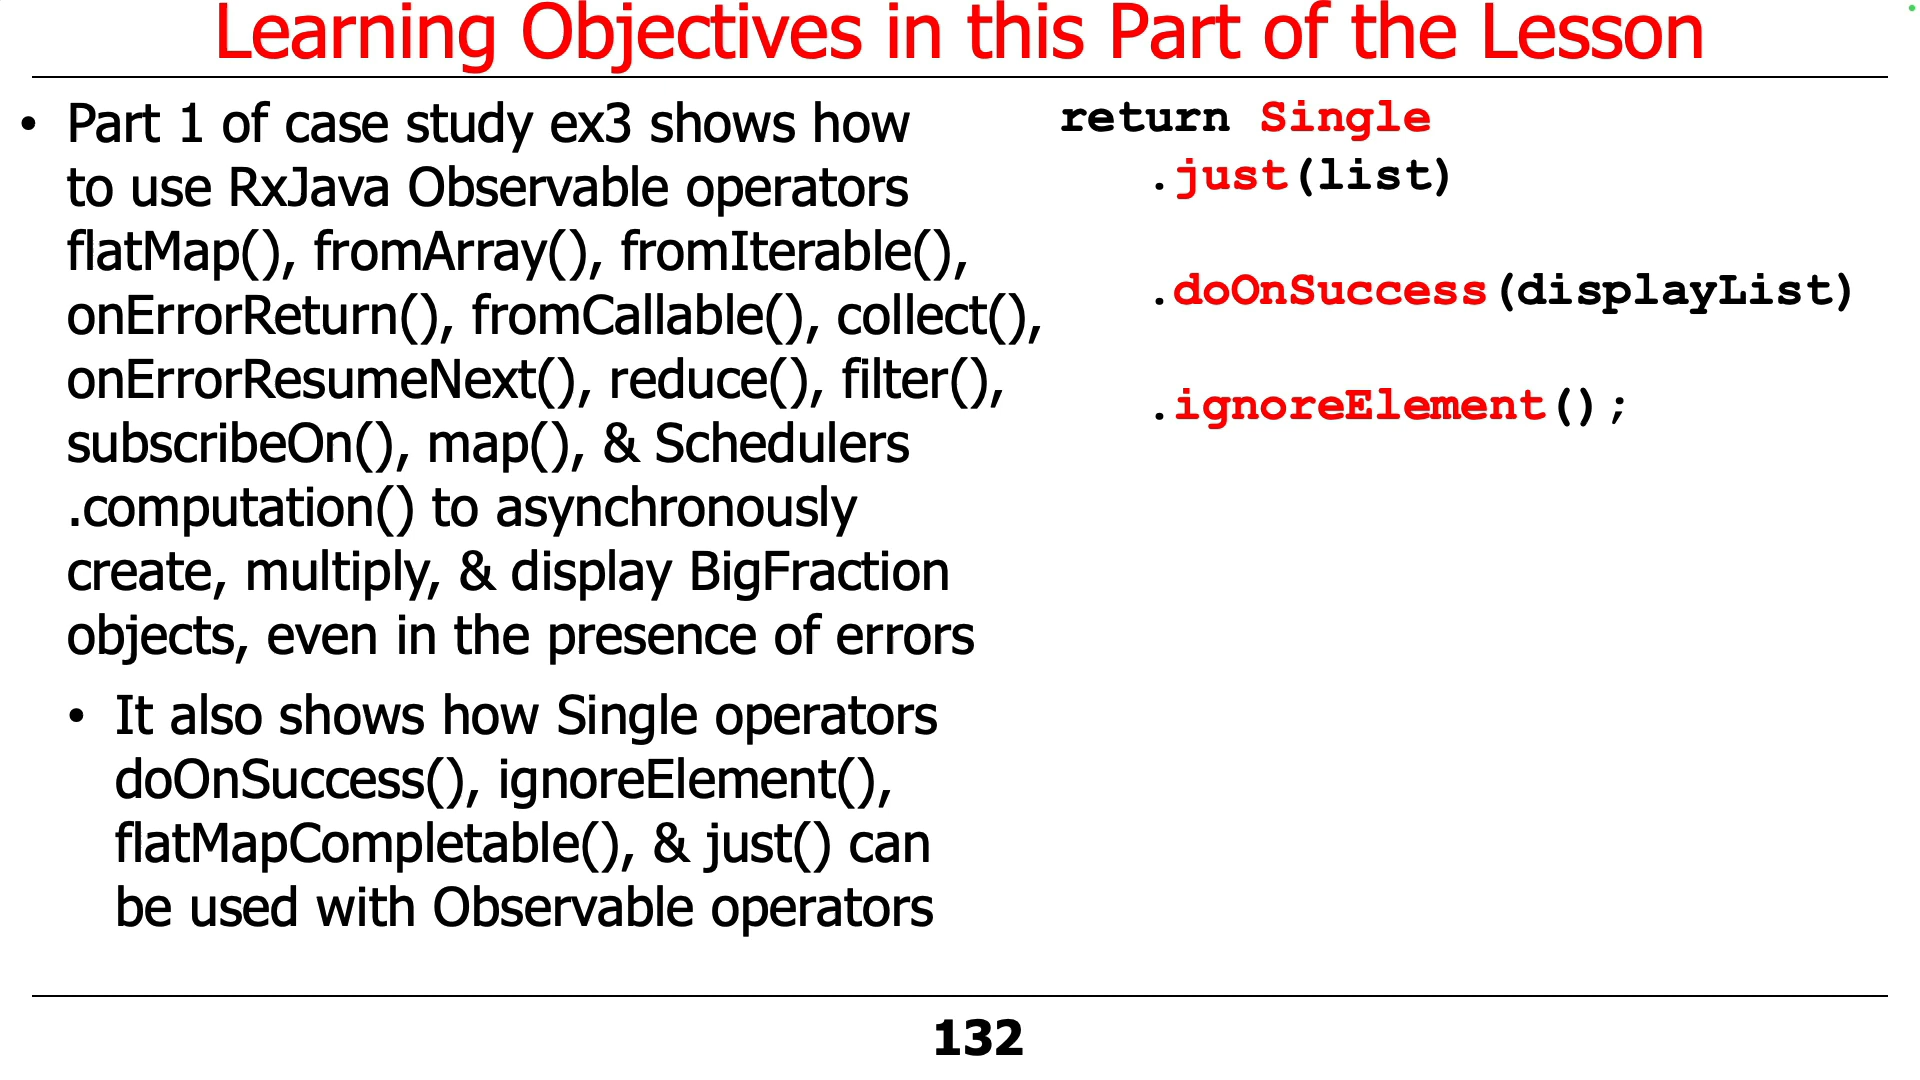 Learning Objectives in this Part of the Lesson
• Part 1 of case study ex3 shows how
to use RxJava Observable operators
flatMap(), fromArray(), fromIterable(),
onErrorReturn(), fromCallable(), collect(),
onErrorResumeNext(), reduce(), filter(),
subscribeOn(), map(), & Schedulers
.computation() to asynchronously
create, multiply, & display BigFraction
objects, even in the presence of errors
• It also shows how Single operators
doOnSuccess(), ignoreElement(),
flatMapCompletable(), & just() can
be used with Observable operators
return Single
.just(list)
.doOnSuccess(displayList)
.ignoreElement();
132